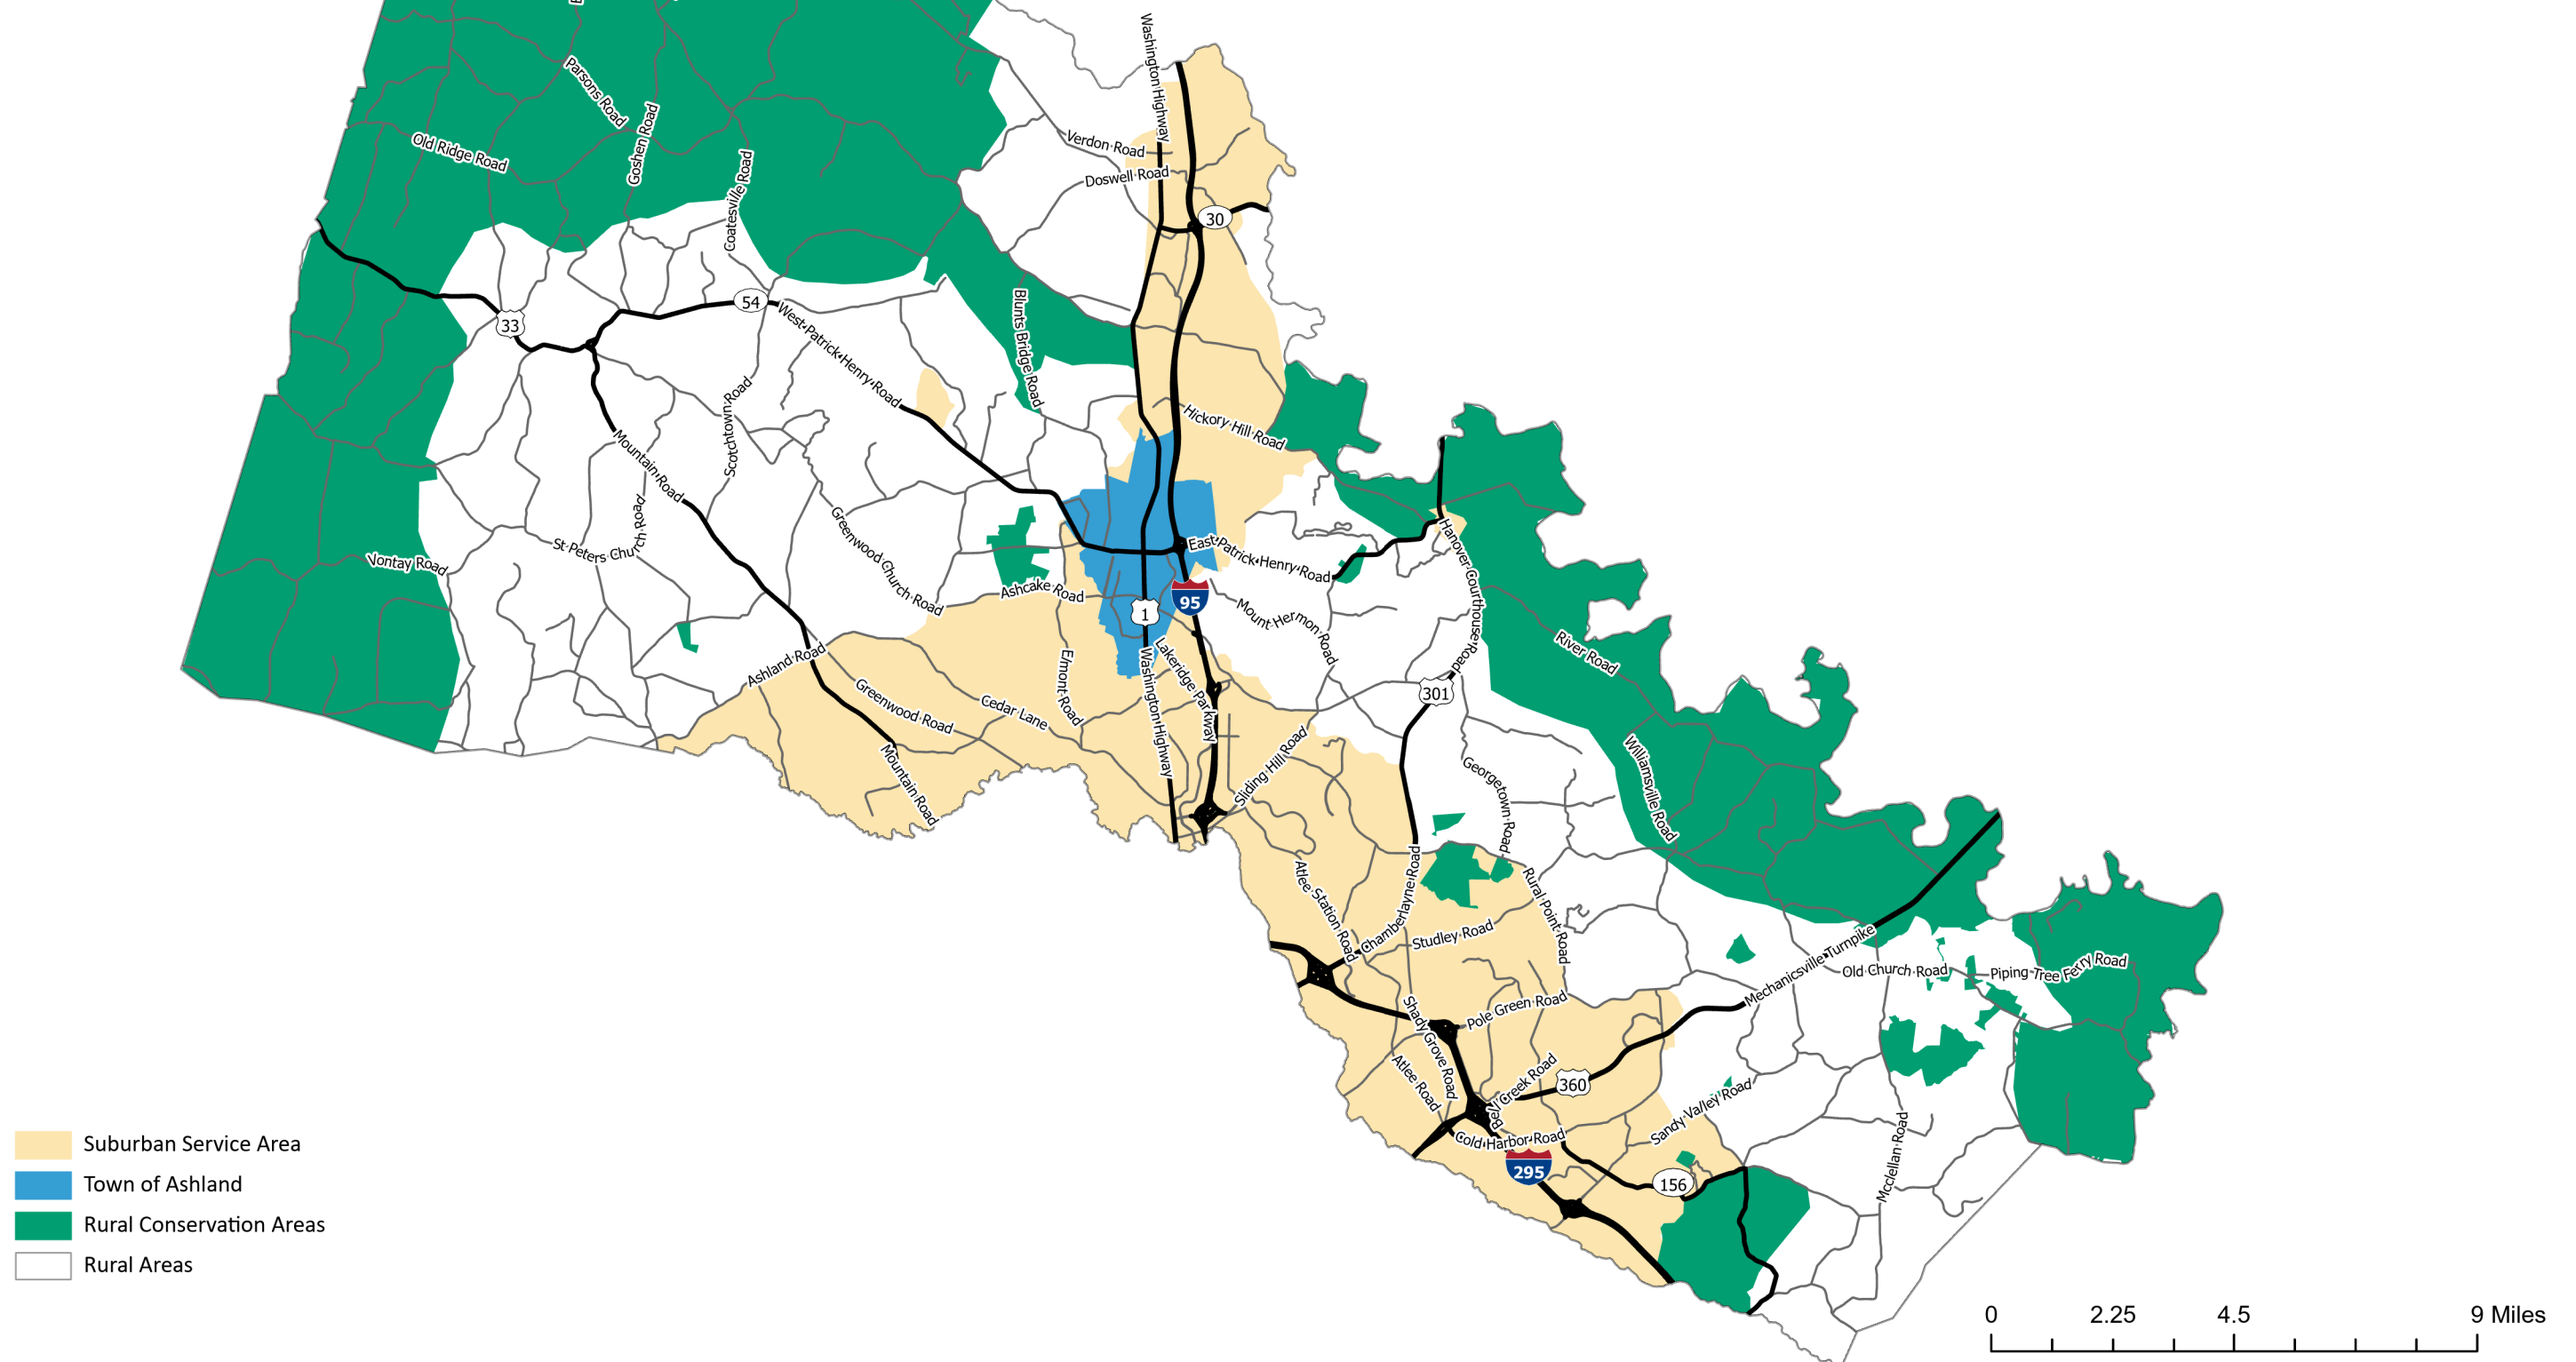 Washington Highway
Parsons Road
Old Ridge Road
Goshen Road
Coatesville Road
Verdon Road
Doswell Road
30
54
33
West Patrick Henry Road
Blunts Bridge Road
Scotchtown Road
Mountain Road
Hickory Hill Road
St Peters Church Road
Vontay Road
Greenwood Church Road
Ashcake Road
East Patrick Henry Road
Hanover Courthouse Road
95
1
Mount Hermon Road
River Road
Ashland Road
Elmont Road
Lakeridge Parkway
Washington Highway
Greenwood Road
Cedar Lane
301
Mountain Road
Sliding Hill Road
Georgetown Road
Williamsville Road
Atlee Station Road
Chamberlayne Road
Studley Road
Rural Point Road
Mechanicsville Turnpike
Old Church Road
Piping Tree Ferry Road
Shady Grove Road
Pole Green Road
Atlee Road
Bell Creek Road
360
Sandy Valley Road
Cold Harbor Road
295
156
Mcclellan Road
Suburban Service Area
Town of Ashland
Rural Conservation Areas
Rural Areas
0 2.25 4.5 9 Miles